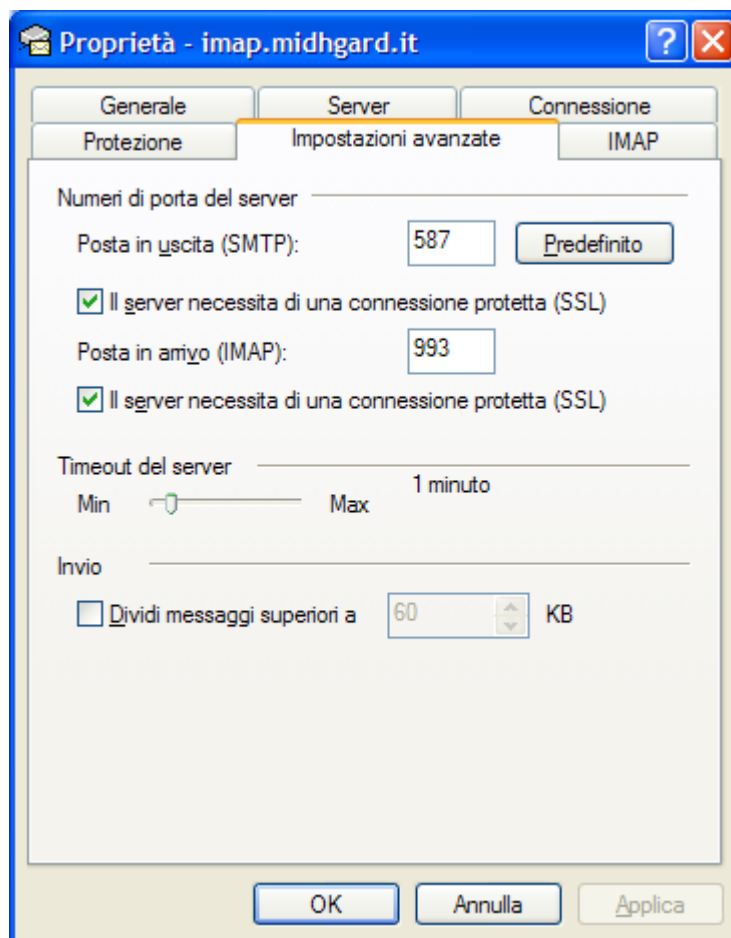 Proprietà - imap.midhgard.it
Generale Server Connessione
Protezione Impostazioni avanzate IMAP
Numeri di porta del server
Posta in uscita (SMTP): 587 Predefinito
Il server necessita di una connessione protetta (SSL)
Posta in arrivo (IMAP): 993
Il server necessita di una connessione protetta (SSL)
Timeout del server
Min Max 1 minuto
Invio
Dividi messaggi superiori a 60 KB
OK Annulla Applica